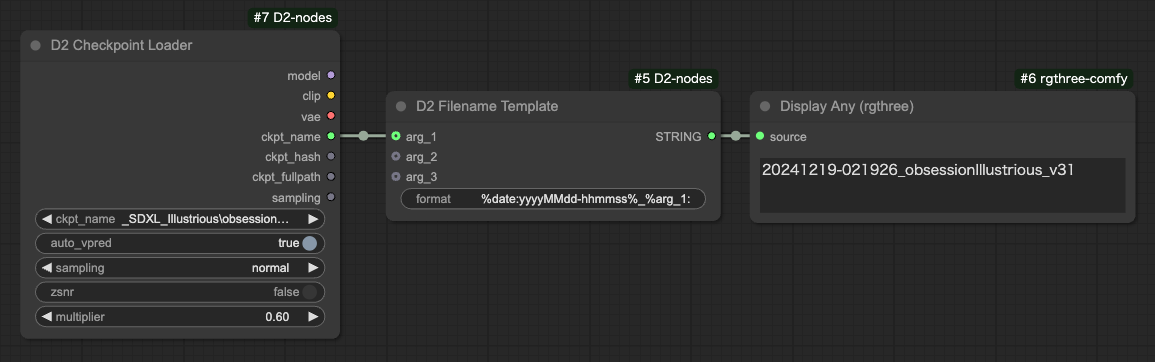 #7 D2-nodes
D2 Checkpoint Loader
model
clip
vae
ckpt_name
ckpt_hash
ckpt_fullpath
sampling
ckpt_name _SDXL_Illustrious\obsession...
auto_vpred true
sampling normal
zsnr false
multiplier 0.60
#5 D2-nodes
D2 Filename Template
arg_1 STRING
arg_2
arg_3
format %date:yyyyMMdd-hhmmss%_%arg_1:
#6 rgthree-comfy
Display Any (rgthree)
source
20241219-021926_obsessionIllustrious_v31